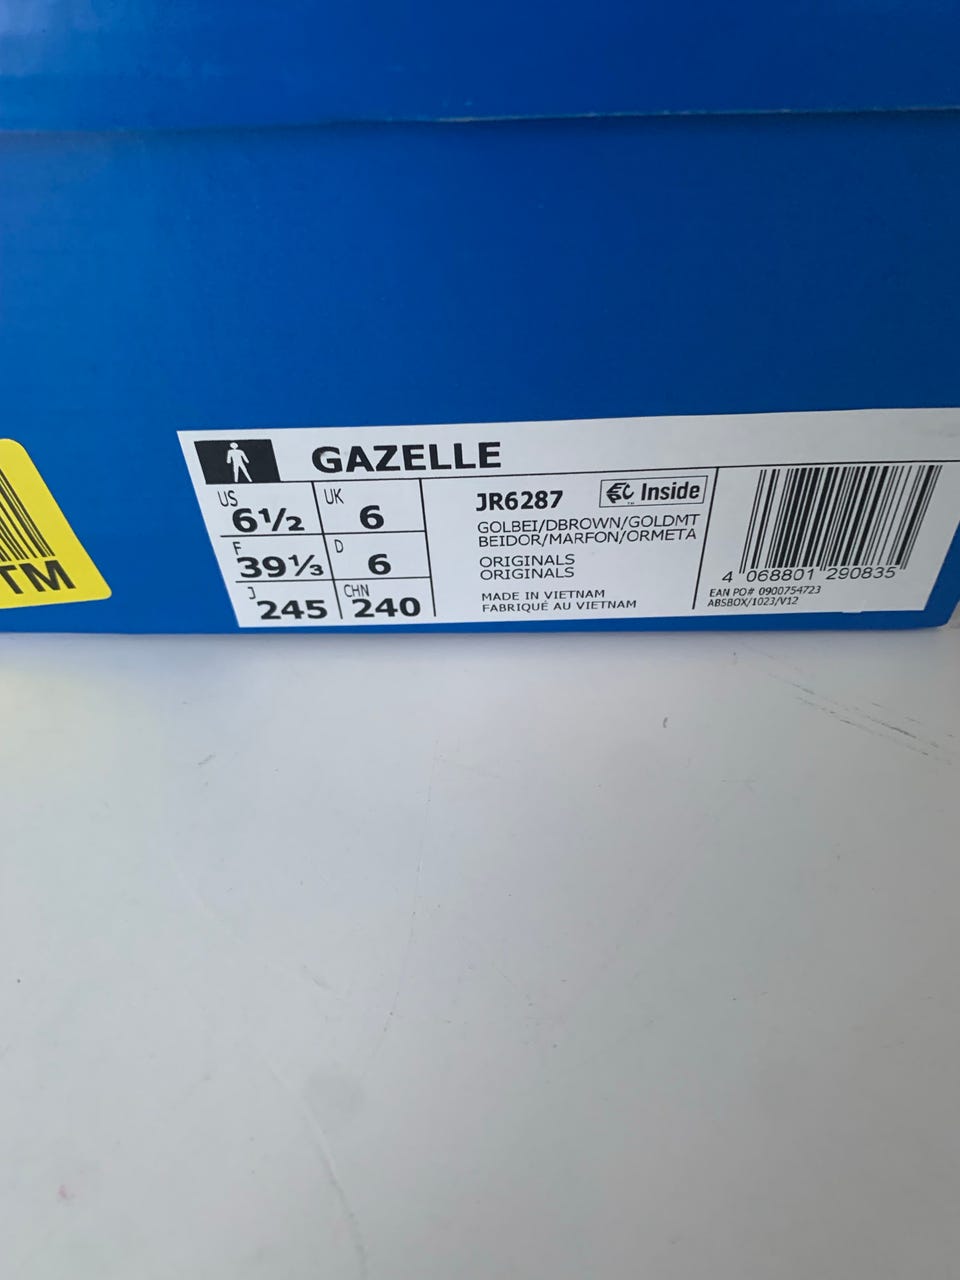 GAZELLE
US 6½ UK 6
F 39⅓ D 6
J 245 CHN 240
JR6287
Inside
GOLBEI/DBROWN/GOLDMT
BEIDOR/MARFON/ORMETA
ORIGINALS
ORIGINALS
MADE IN VIETNAM
FABRIQUÉ AU VIETNAM
4 068801 290835
EAN PO# 0900754723
ABSBOX/1023/V12
TM